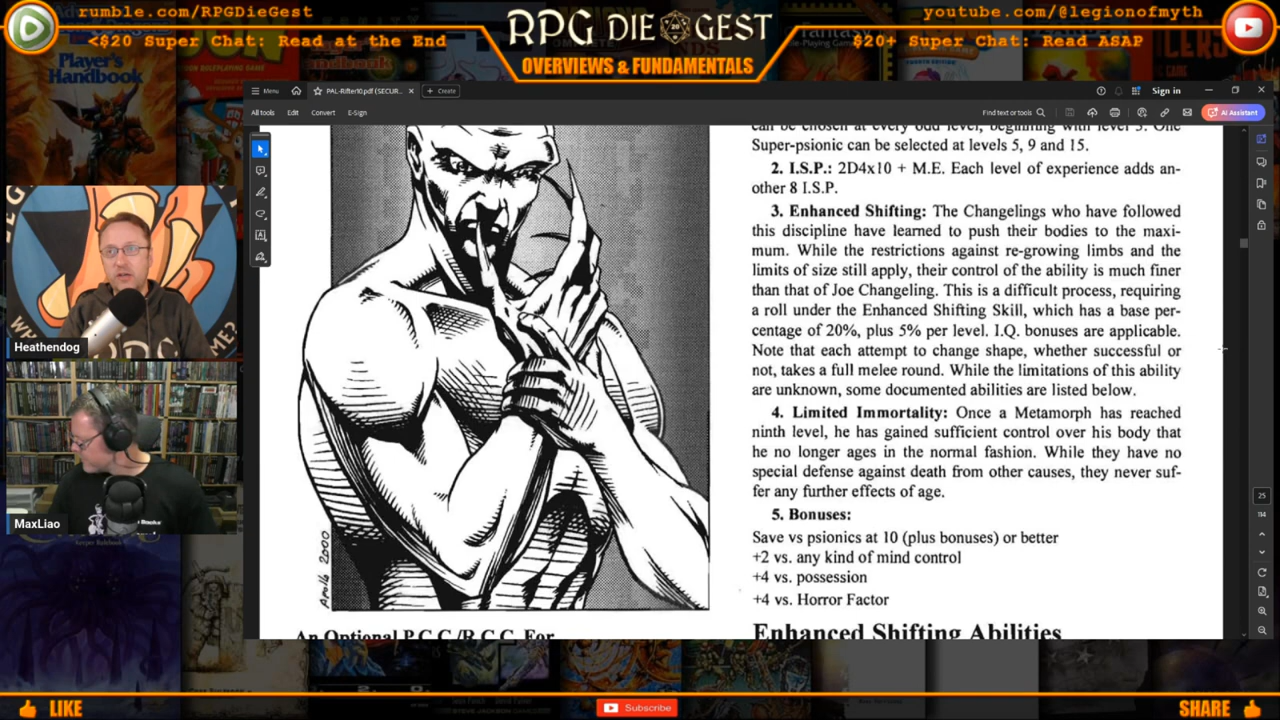 rumble.com/RPGDieGest
<$20 Super Chat: Read at the End
RPG DIE GEST
OVERVIEWS & FUNDAMENTALS
youtube.com/@legionofmyth
$20+ Super Chat: Read ASAP
Player's
Handbook
Menu
PAL-Rifter10.pdf (SECUR...
+ Create
Sign in
All tools
Edit
Convert
E-Sign
Find text or tools
AI Assistant
can be chosen at every odd level, beginning with level 3. One
Super-psionic can be selected at levels 5, 9 and 15.
2. I.S.P.: 2D4x10 + M.E. Each level of experience adds an-
other 8 I.S.P.
3. Enhanced Shifting: The Changelings who have followed
this discipline have learned to push their bodies to the maxi-
mum. While the restrictions against re-growing limbs and the
limits of size still apply, their control of the ability is much finer
than that of Joe Changeling. This is a difficult process, requiring
a roll under the Enhanced Shifting Skill, which has a base per-
centage of 20%, plus 5% per level. I.Q. bonuses are applicable.
Note that each attempt to change shape, whether successful or
not, takes a full melee round. While the limitations of this ability
are unknown, some documented abilities are listed below.
4. Limited Immortality: Once a Metamorph has reached
ninth level, he has gained sufficient control over his body that
he no longer ages in the normal fashion. While they have no
special defense against death from other causes, they never suf-
fer any further effects of age.
5. Bonuses:
Save vs psionics at 10 (plus bonuses) or better
+2 vs. any kind of mind control
+4 vs. possession
+4 vs. Horror Factor
Enhanced Shifting Abilities
Apollo 2000
An Optional P.C.C./R.C.C. For
25
114
Heathendog
MaxLiao
LIKE
Subscribe
SHARE